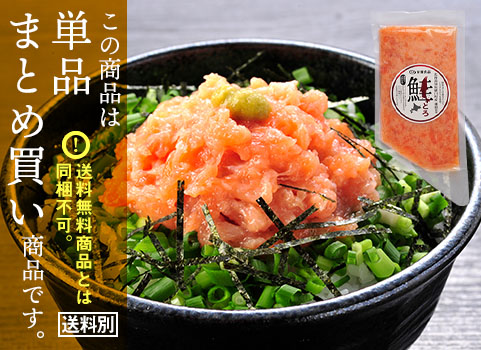 この商品は
単品
まとめ買い商品です。
！送料無料商品とは
同梱不可。
送料別
鮭とろ